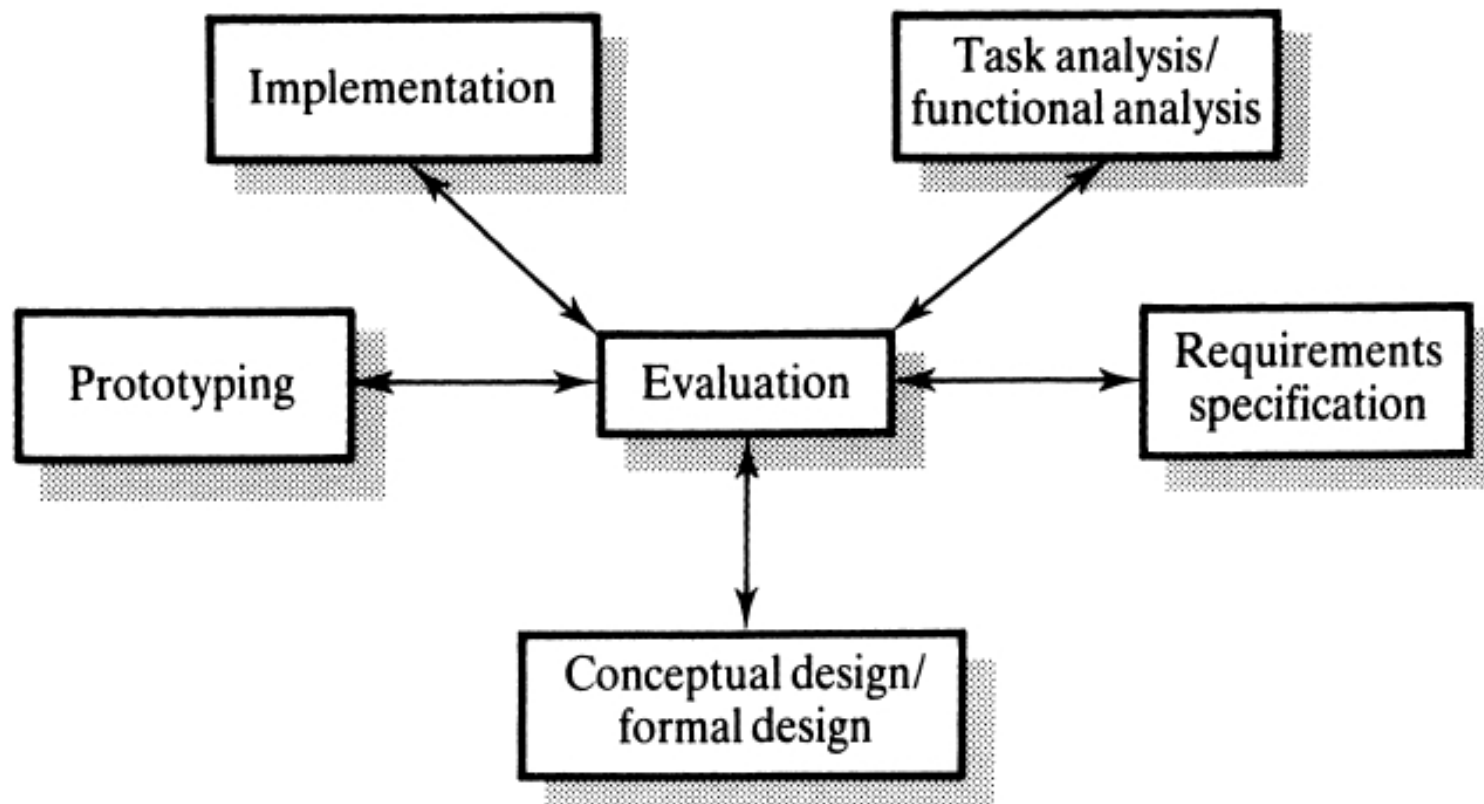 Implementation
Task analysis/
functional analysis
Prototyping
Evaluation
Requirements
specification
Conceptual design/
formal design